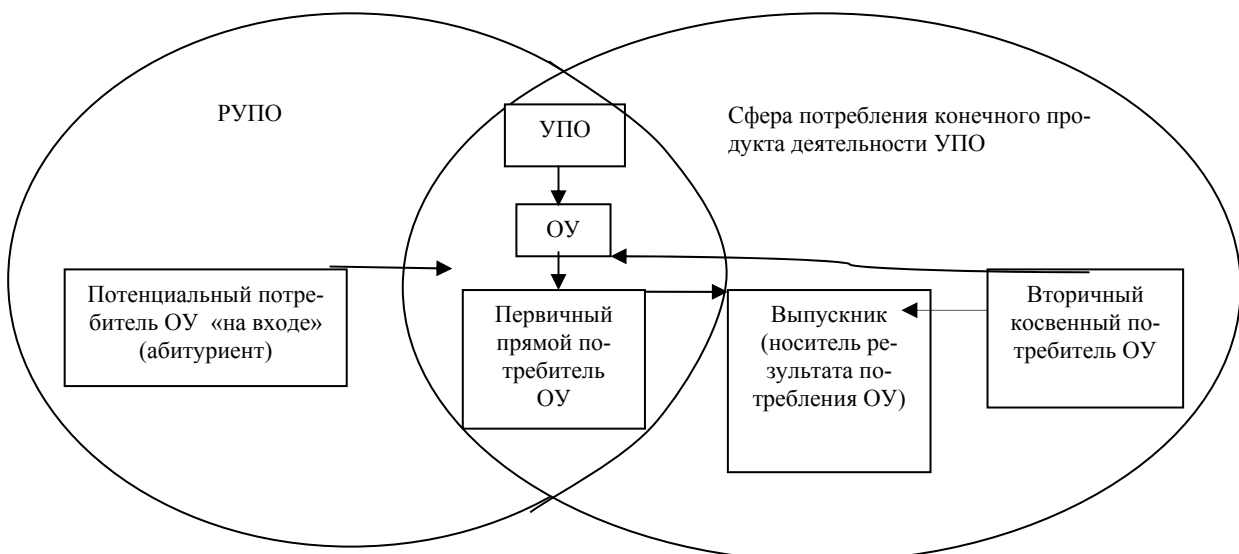 РУПО
УПО
Сфера потребления конечного про-
дукта деятельности УПО
ОУ
Потенциальный потре-
битель ОУ «на входе»
(абитуриент)
Первичный
прямой по-
требитель
ОУ
Выпускник
(носитель ре-
зультата по-
требления ОУ)
Вторичный
косвенный по-
требитель ОУ